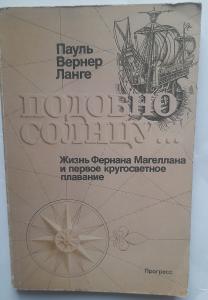 Пауль
Вернер
Ланге
ПОДОБНО
СОЛНЦУ...
Жизнь Фернана Магеллана
и первое кругосветное
плавание
Прогресс